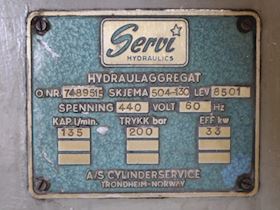 Servi
HYDRAULICS
HYDRAULAGGREGAT
O.NR. 748951 SKJEMA 504-130 LEV 8501
SPENNING 440 VOLT 60 Hz
KAP l/min. TRYKK bar EFF kw
135 200 33
A/S CYLINDERSERVICE
TRONDHEIM-NORWAY